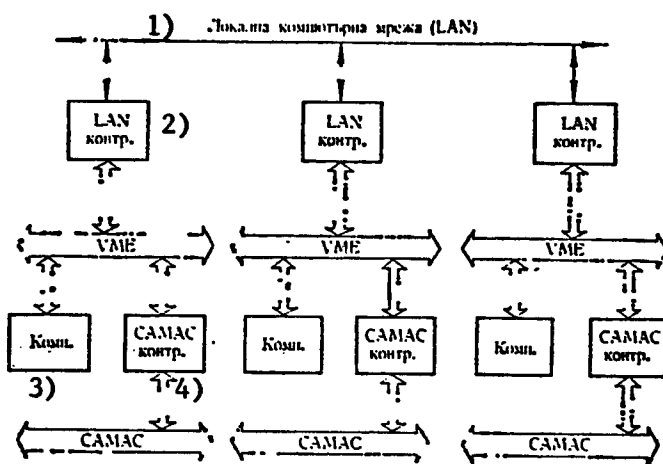 1) Локална компютърна мрежа (LAN)
LAN
контр.
2)
LAN
контр.
LAN
контр.
VME
VME
VME
Комп.
CAMAC
контр.
Комп.
CAMAC
контр.
Комп.
CAMAC
контр.
3)
4)
CAMAC
CAMAC
CAMAC